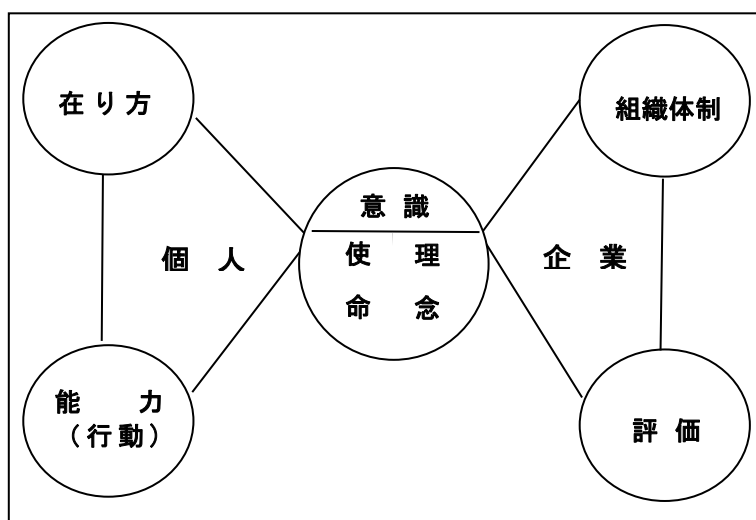 在り方
組織体制
意識
使 理
命 念
個 人
企 業
能 力
（行動）
評 価